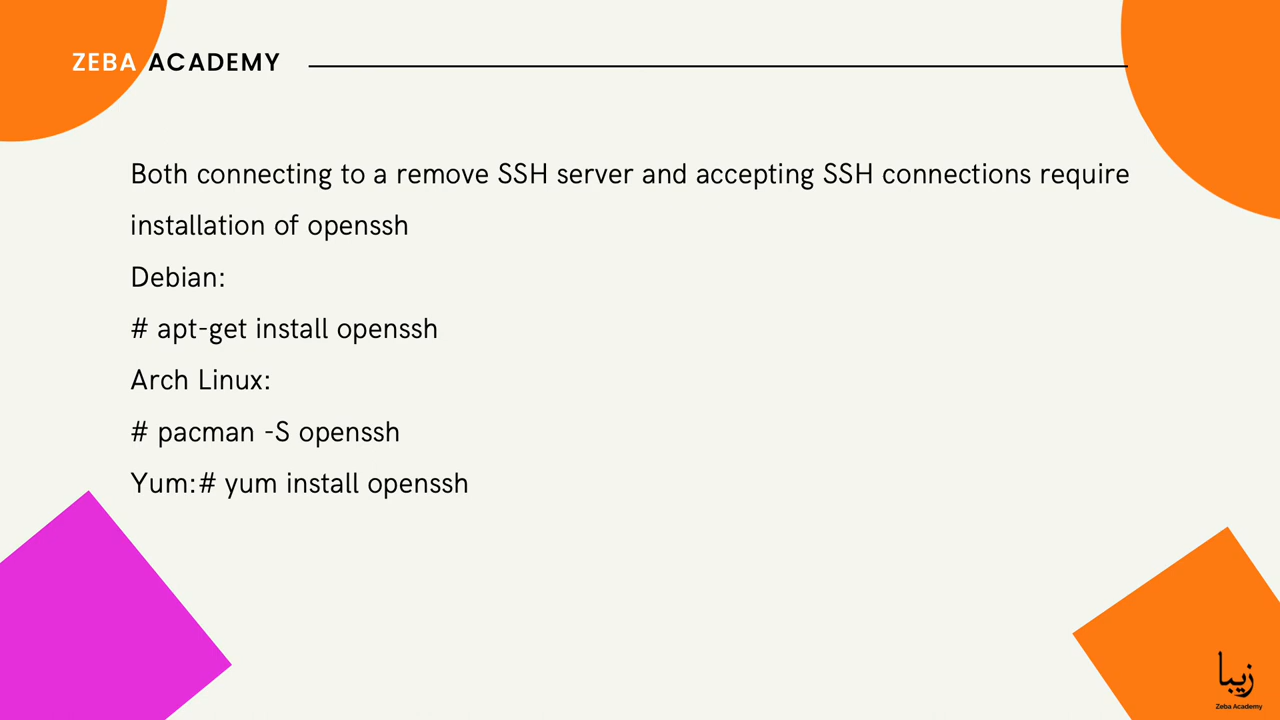 ZEBA ACADEMY
Both connecting to a remove SSH server and accepting SSH connections require
installation of openssh
Debian:
# apt-get install openssh
Arch Linux:
# pacman -S openssh
Yum:# yum install openssh
زيبا
Zeba Academy